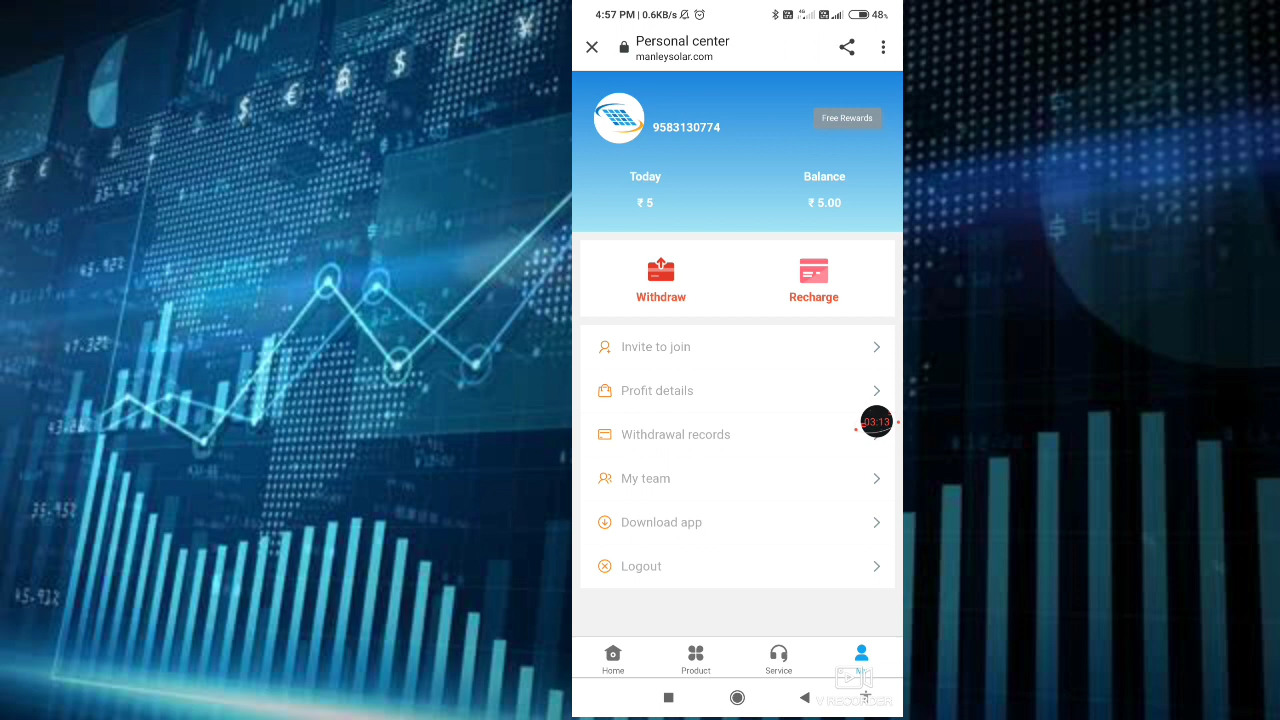 4:57 PM | 0.6KB/s
4G
48%
Personal center
manleysolar.com
9583130774
Free Rewards
Today
Balance
₹ 5
₹ 5.00
Withdraw
Recharge
Invite to join
Profit details
03:13
Withdrawal records
My team
Download app
Logout
Home
Product
Service
V RECORDER
$ € ₿ $ £ ¥